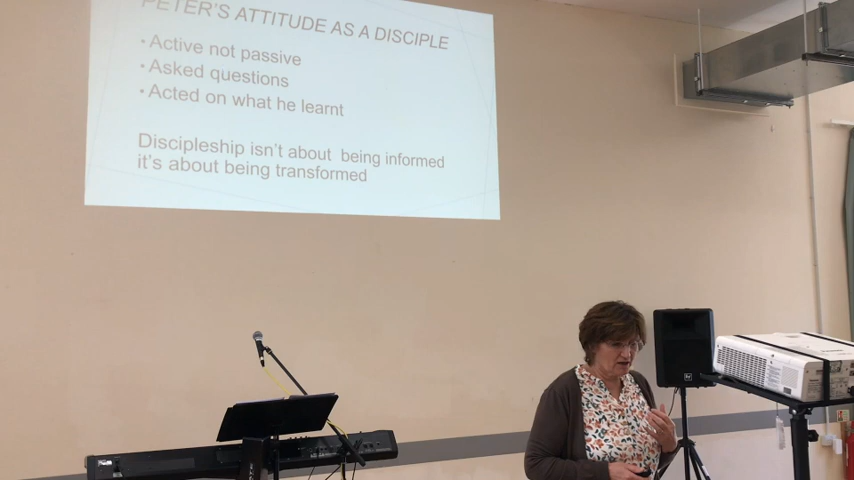 PETER'S ATTITUDE AS A DISCIPLE
• Active not passive
• Asked questions
• Acted on what he learnt
Discipleship isn't about being informed
it's about being transformed